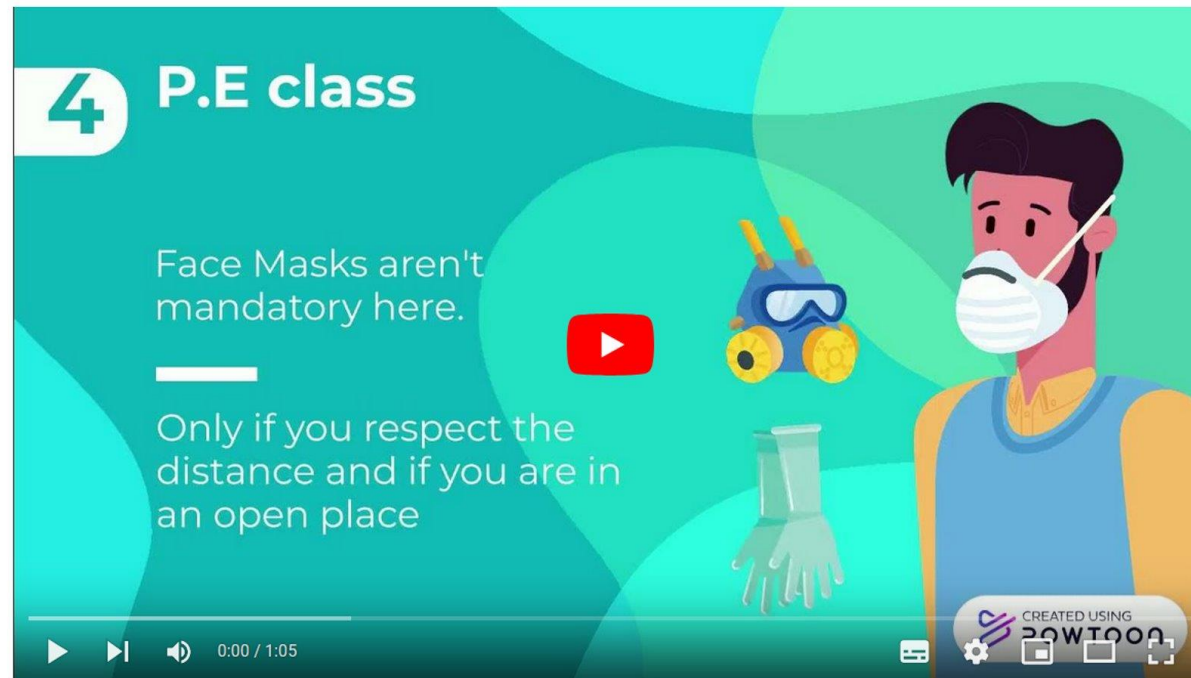 4
P.E class
Face Masks aren't
mandatory here.
Only if you respect the
distance and if you are in
an open place
CREATED USING
POWTOON
0:00 / 1:05